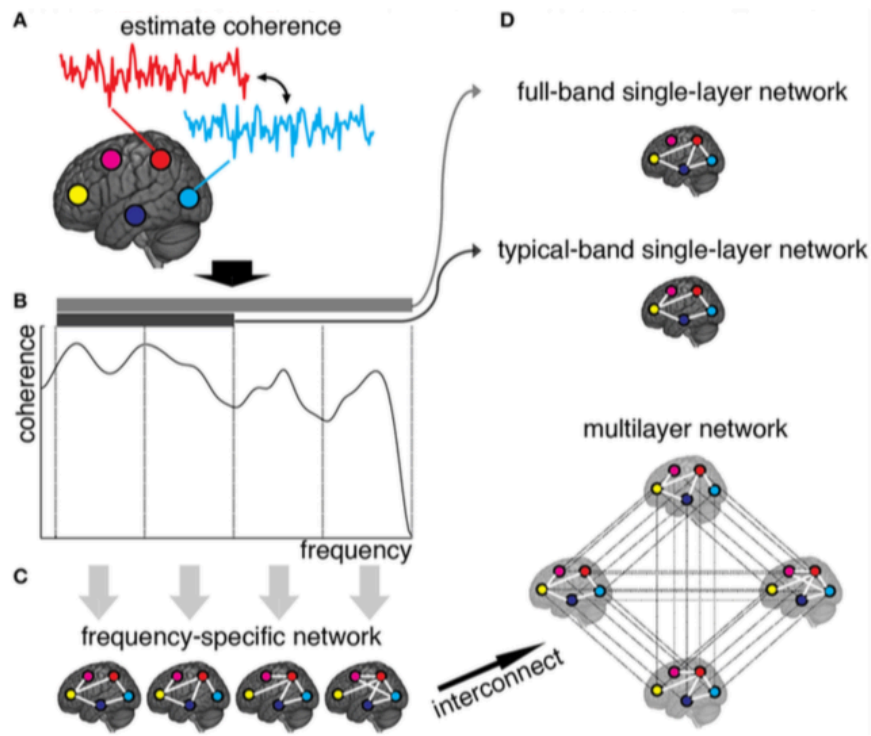 A
estimate coherence
B
coherence
frequency
C
frequency-specific network
interconnect
D
full-band single-layer network
typical-band single-layer network
multilayer network